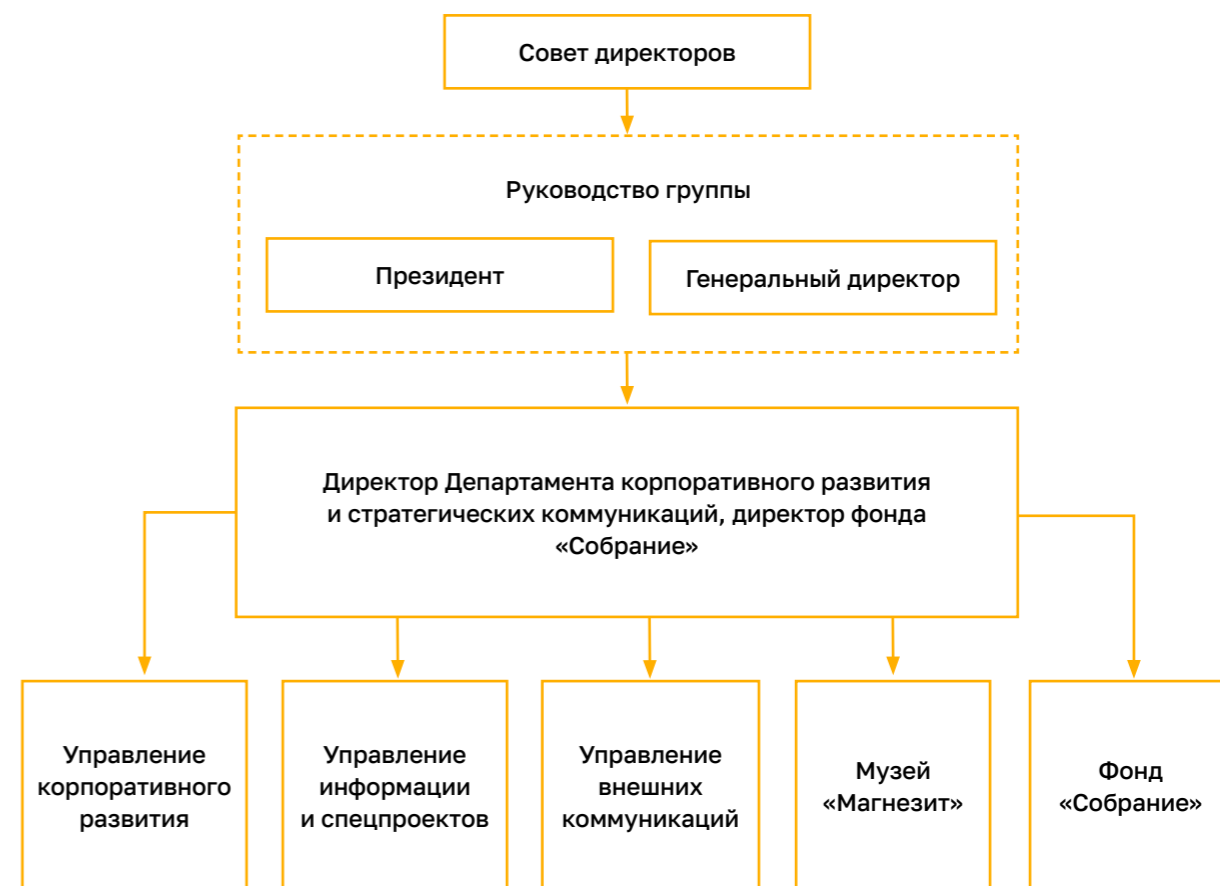 Совет директоров
Руководство группы
Президент
Генеральный директор
Директор Департамента корпоративного развития
и стратегических коммуникаций, директор фонда
«Собрание»
Управление
корпоративного
развития
Управление
информации
и спецпроектов
Управление
внешних
коммуникаций
Музей
«Магнезит»
Фонд
«Собрание»